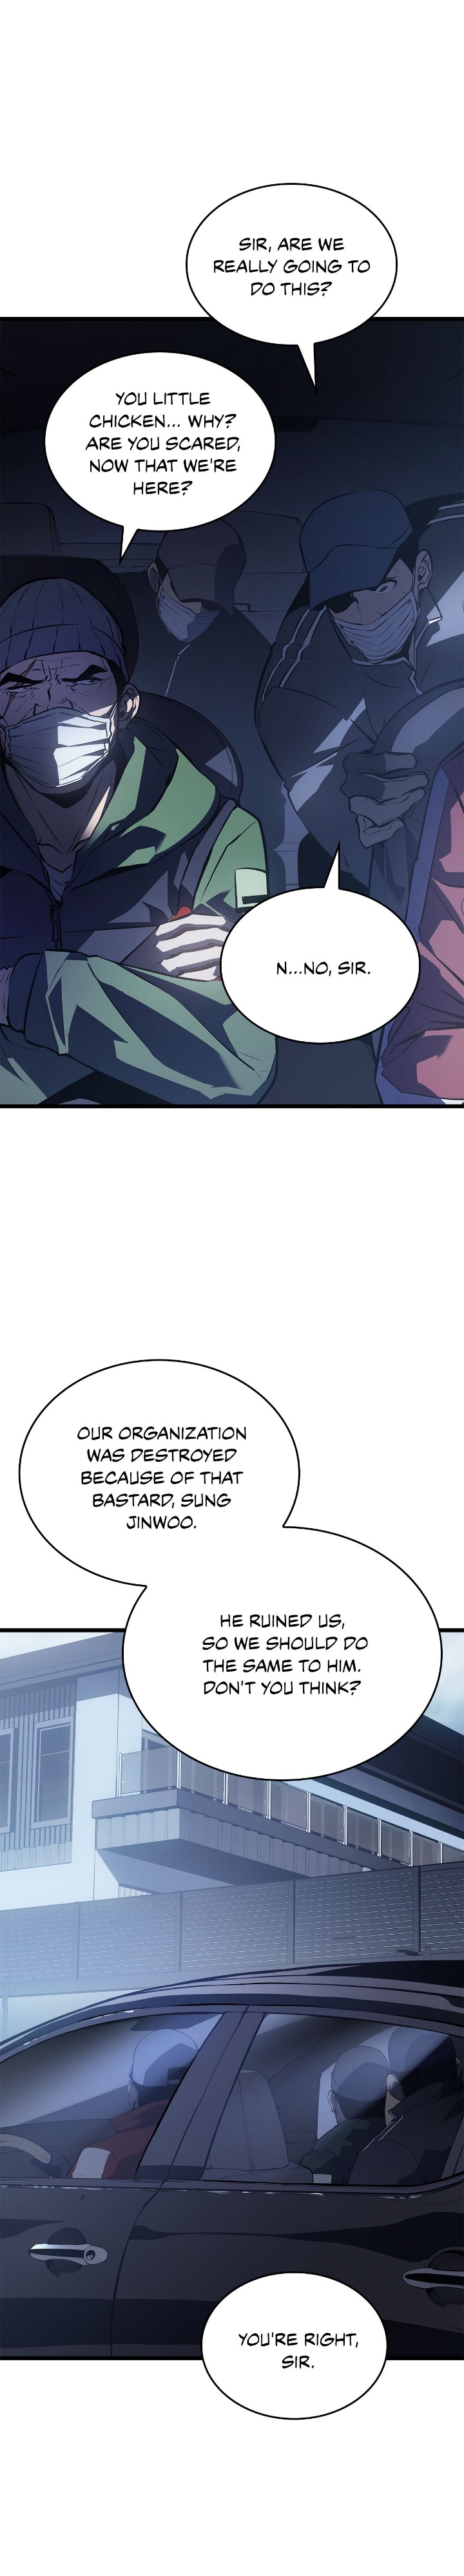 SIR, ARE WE
REALLY GOING TO
DO THIS?
YOU LITTLE
CHICKEN... WHY?
ARE YOU SCARED,
NOW THAT WE'RE
HERE?
N...NO, SIR.
OUR ORGANIZATION
WAS DESTROYED
BECAUSE OF THAT
BASTARD, SUNG
JINWOO.
HE RUINED US,
SO WE SHOULD DO
THE SAME TO HIM.
DON'T YOU THINK?
YOU'RE RIGHT,
SIR.